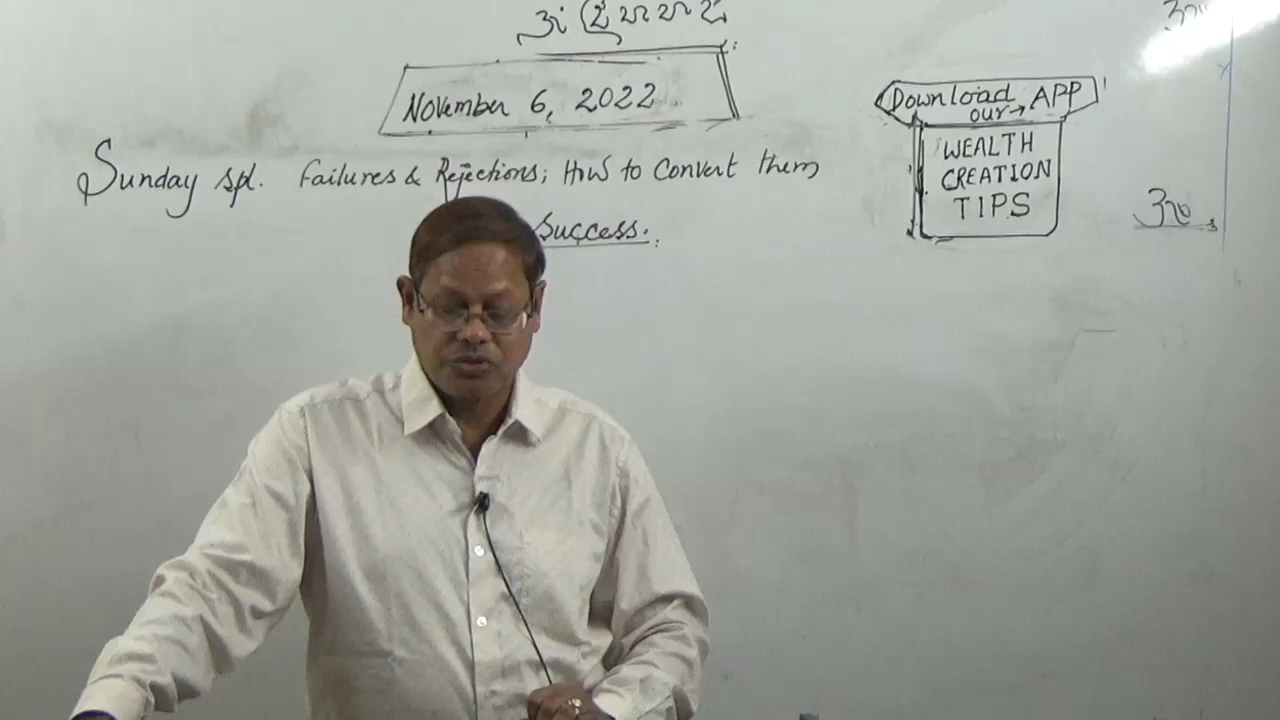 November 6, 2022
Sunday spl. Failures & Rejections; How to Convert them
Success.
Download
our→ APP
WEALTH
CREATION
TIPS